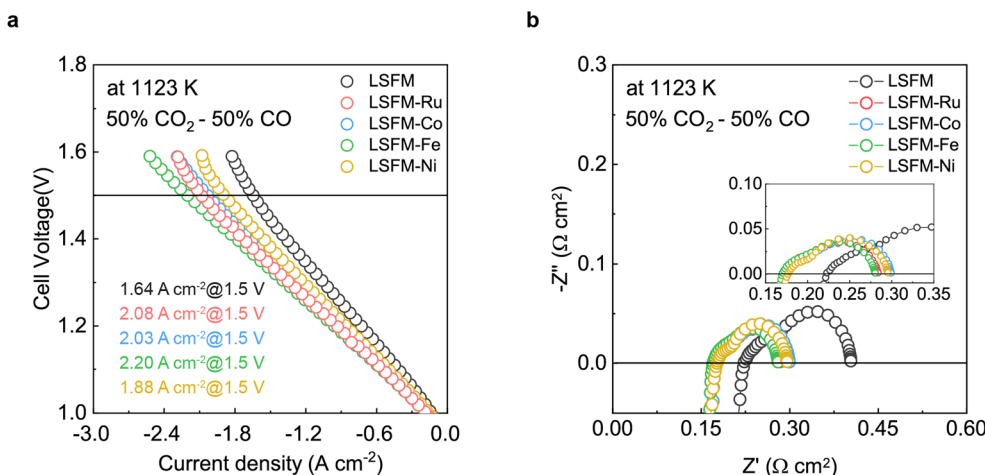 a
at 1123 K
50% CO₂ - 50% CO
LSFM
LSFM-Ru
LSFM-Co
LSFM-Fe
LSFM-Ni
1.64 A cm⁻²@1.5 V
2.08 A cm⁻²@1.5 V
2.03 A cm⁻²@1.5 V
2.20 A cm⁻²@1.5 V
1.88 A cm⁻²@1.5 V
Cell Voltage(V)
1.8
1.6
1.4
1.2
1.0
-3.0 -2.4 -1.8 -1.2 -0.6 0.0
Current density (A cm⁻²)
b
at 1123 K
50% CO₂ - 50% CO
LSFM
LSFM-Ru
LSFM-Co
LSFM-Fe
LSFM-Ni
-Z" (Ω cm²)
0.3
0.2
0.1
0.0
0.10
0.05
0.00
0.15 0.20 0.25 0.30 0.35
0.00 0.15 0.30 0.45 0.60
Z' (Ω cm²)